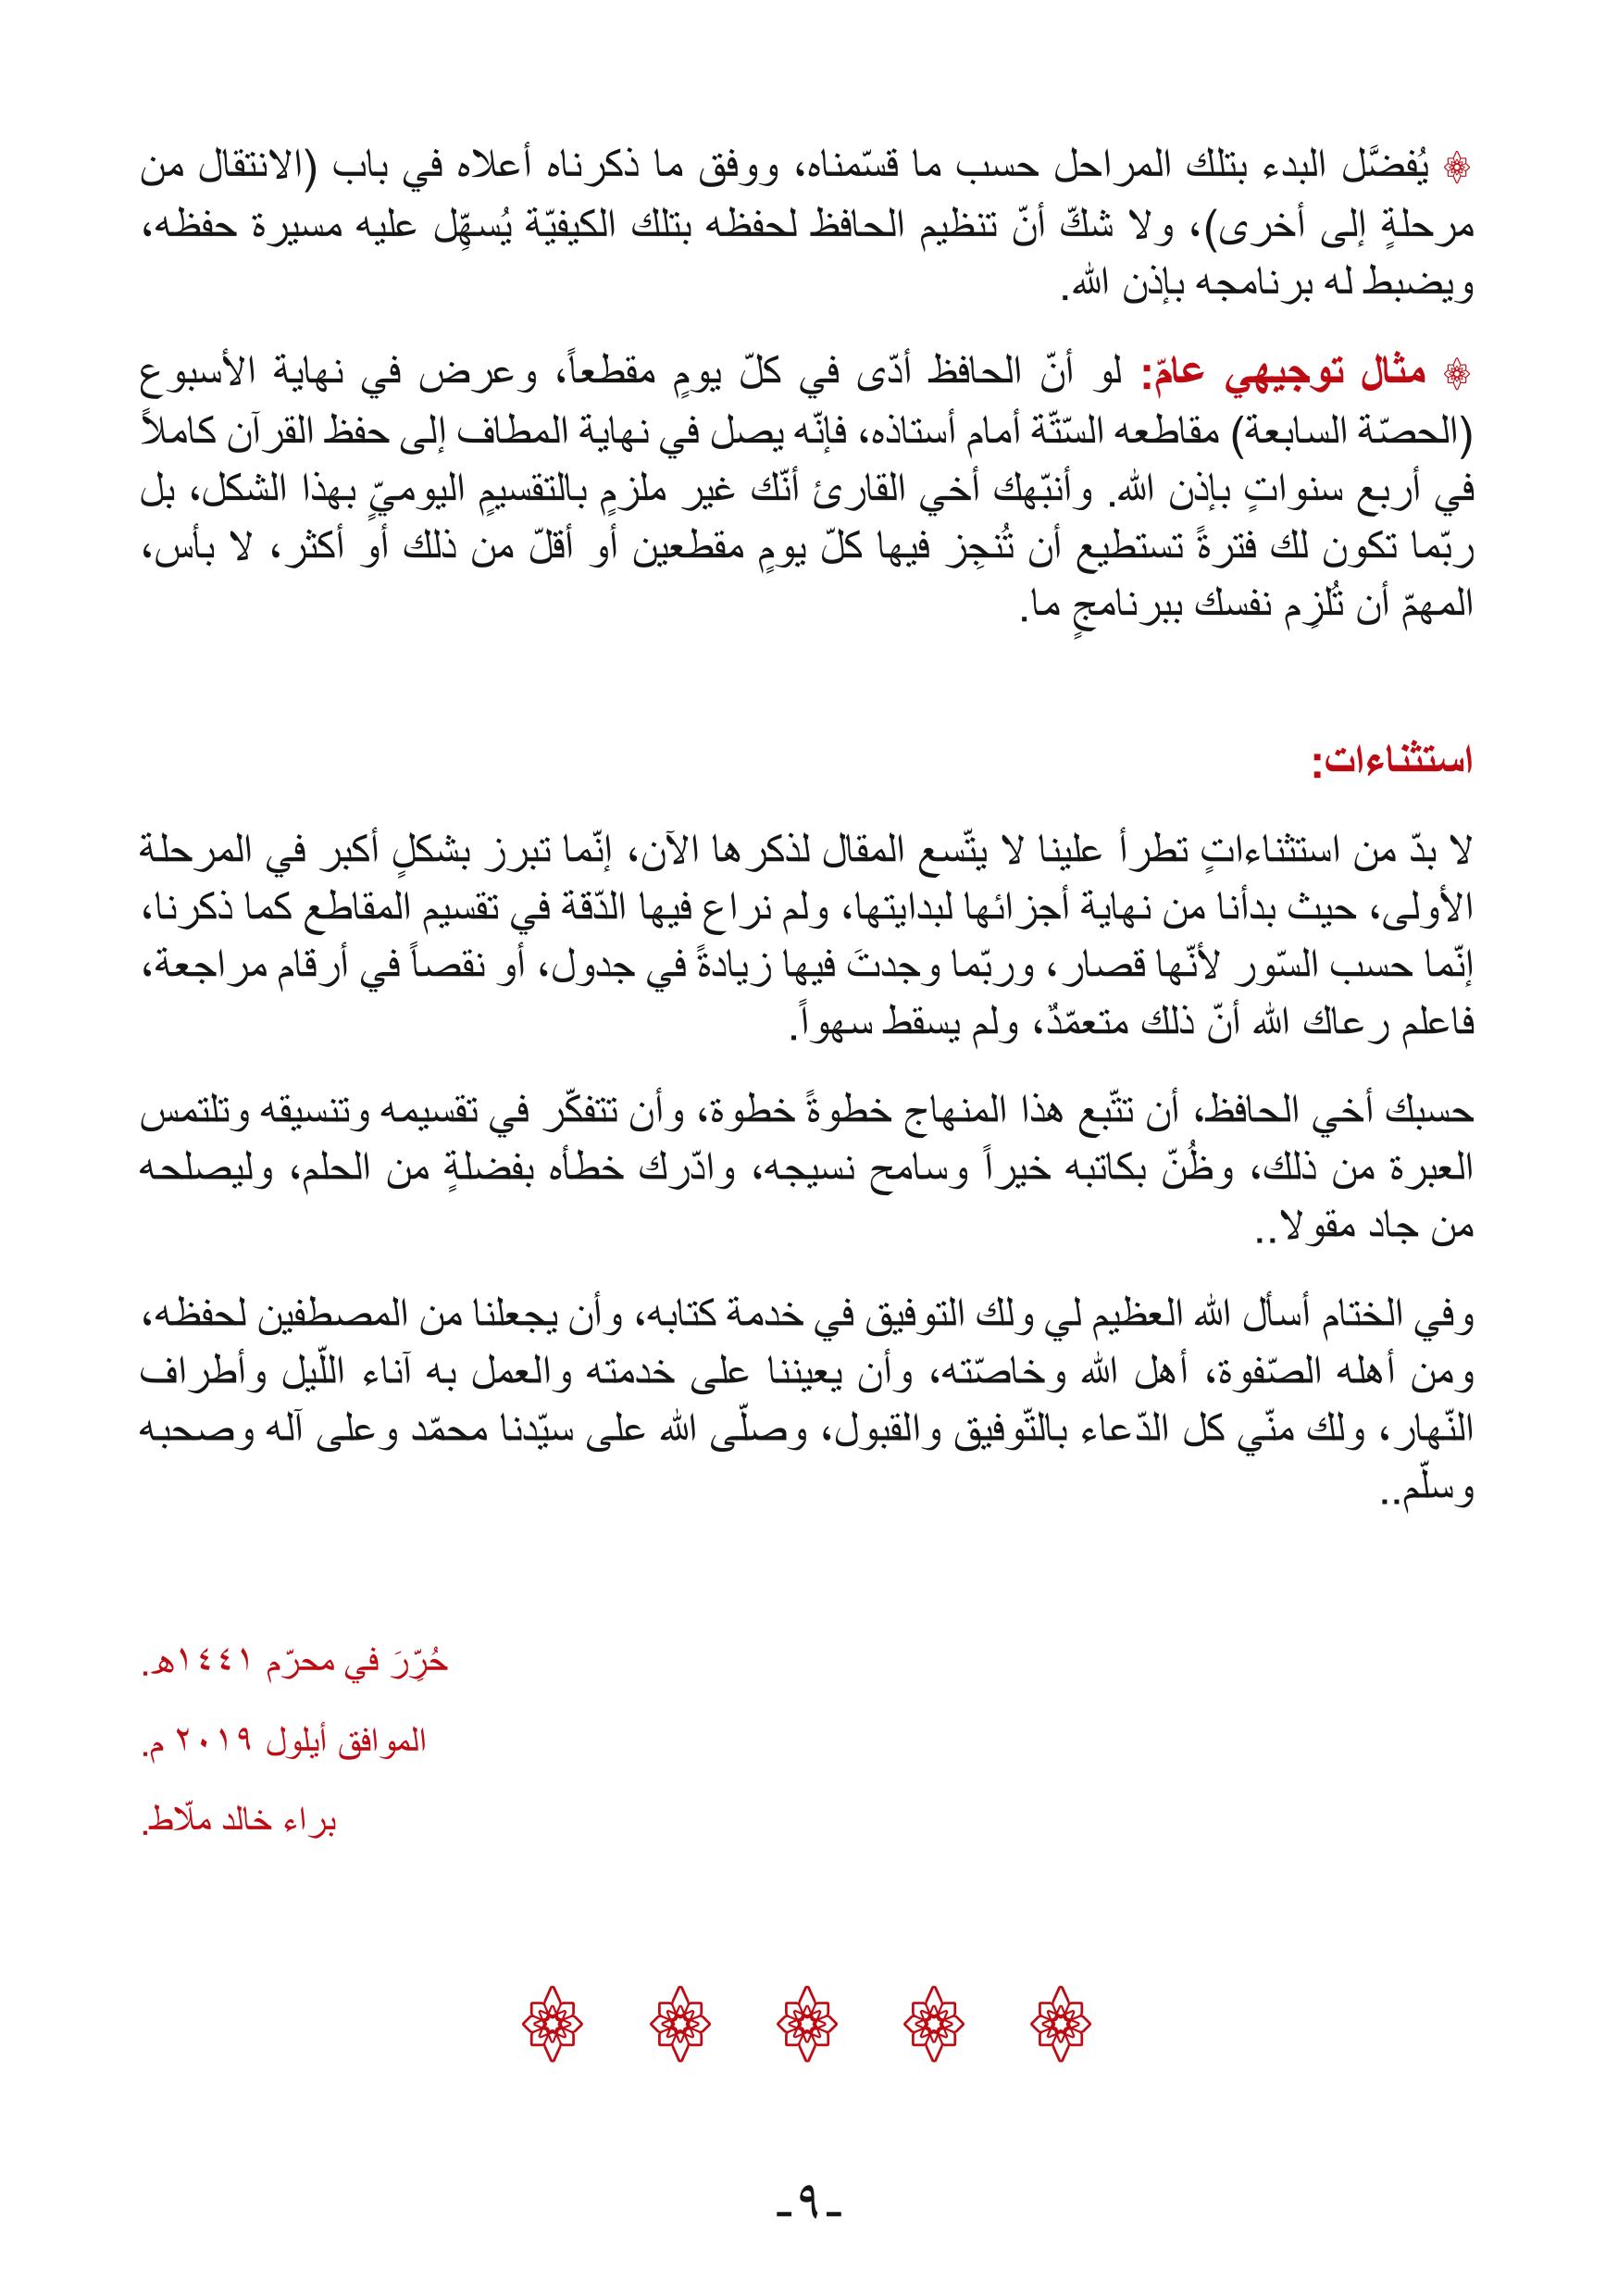 يُفضَّل البدء بتلك المراحل حسب ما قسّمناه، ووفق ما ذكرناه أعلاه في باب (الانتقال من
مرحلةٍ إلى أخرى)، ولا شكّ أنّ تنظيم الحافظ لحفظه بتلك الكيفيّة يُسهِّل عليه مسيرة حفظه،
ويضبط له برنامجه بإذن الله.
مثال توجيهي عامّ: لو أنّ الحافظ أدّى في كلّ يومٍ مقطعاً، وعرض في نهاية الأسبوع
(الحصّة السابعة) مقاطعه السّتّة أمام أستاذه، فإنّه يصل في نهاية المطاف إلى حفظ القرآن كاملاً
في أربع سنواتٍ بإذن الله. وأنبّهك أخي القارئ أنّك غير ملزمٍ بالتقسيمٍ اليوميٍّ بهذا الشكل، بل
ربّما تكون لك فترةً تستطيع أن تُنجِز فيها كلّ يومٍ مقطعين أو أقلّ من ذلك أو أكثر، لا بأس،
المهمّ أن تُلزِم نفسك ببرنامجٍ ما.
استثناءات:
لا بدّ من استثناءاتٍ تطرأ علينا لا يتّسع المقال لذكرها الآن، إنّما تبرز بشكلٍ أكبر في المرحلة
الأولى، حيث بدأنا من نهاية أجزائها لبدايتها، ولم نراع فيها الدّقة في تقسيم المقاطع كما ذكرنا،
إنّما حسب السّور لأنّها قصار، وربّما وجدتَ فيها زيادةً في جدول، أو نقصاً في أرقام مراجعة،
فاعلم رعاك الله أنّ ذلك متعمّدٌ، ولم يسقط سهواً.
حسبك أخي الحافظ، أن تتّبع هذا المنهاج خطوةً خطوة، وأن تتفكّر في تقسيمه وتنسيقه وتلتمس
العبرة من ذلك، وظُنّ بكاتبه خيراً وسامح نسيجه، وادّرك خطأه بفضلةٍ من الحلم، وليصلحه
من جاد مقولا..
وفي الختام أسأل الله العظيم لي ولك التوفيق في خدمة كتابه، وأن يجعلنا من المصطفين لحفظه،
ومن أهله الصّفوة، أهل الله وخاصّته، وأن يعيننا على خدمته والعمل به آناء اللّيل وأطراف
النّهار، ولك منّي كل الدّعاء بالتّوفيق والقبول، وصلّى الله على سيّدنا محمّد وعلى آله وصحبه
وسلّم..
حُرِّرَ في محرّم ١٤٤١هـ.
الموافق أيلول ٢٠١٩ م.
براء خالد ملّاط.
-٩-